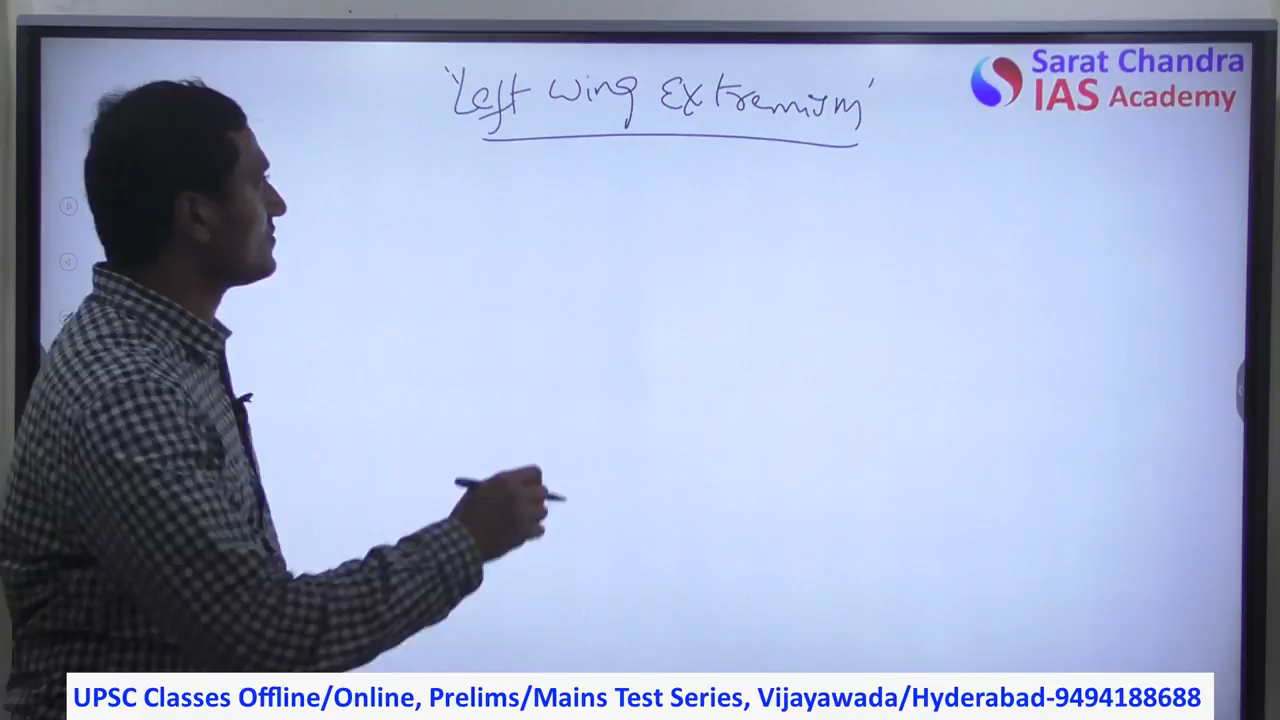 'Left wing Extremism'
Sarat Chandra
IAS Academy
UPSC Classes Offline/Online, Prelims/Mains Test Series, Vijayawada/Hyderabad-9494188688